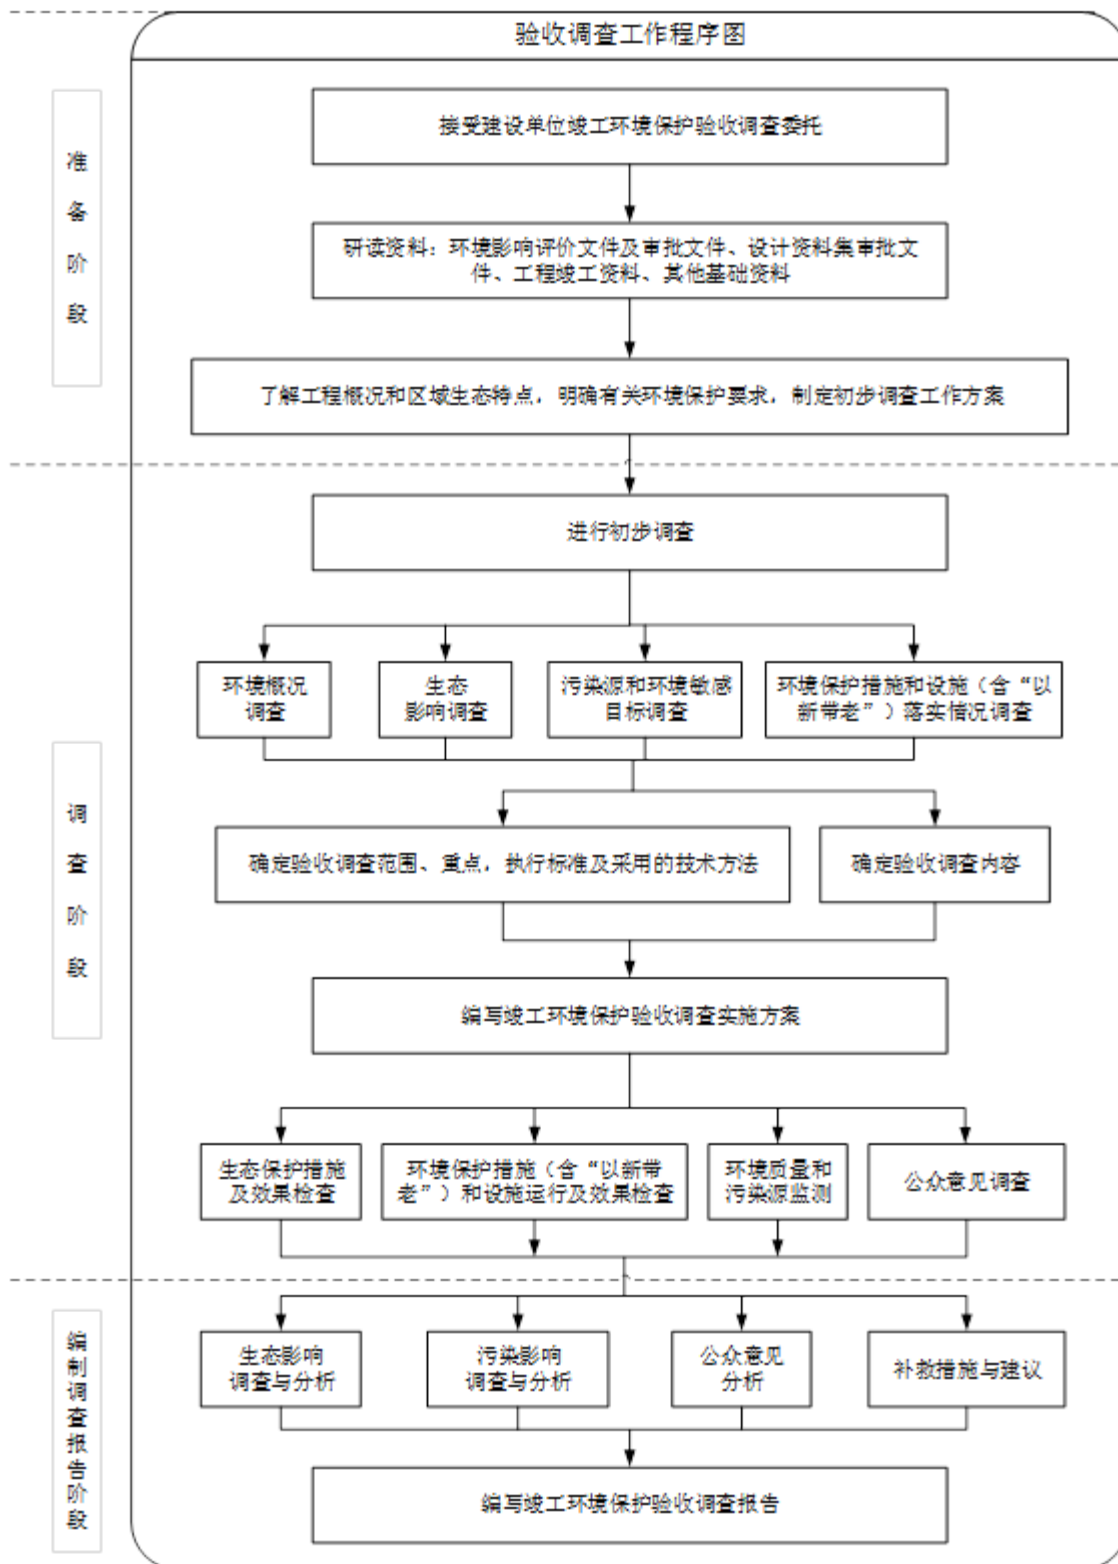 验收调查工作程序图
准备阶段
接受建设单位竣工环境保护验收调查委托
研读资料：环境影响评价文件及审批文件、设计资料集审批文
件、工程竣工资料、其他基础资料
了解工程概况和区域生态特点，明确有关环境保护要求，制定初步调查工作方案
调查阶段
进行初步调查
环境概况
调查
生态
影响调查
污染源和环境敏感
目标调查
环境保护措施和设施（含“以
新带老”）落实情况调查
确定验收调查范围、重点，执行标准及采用的技术方法
确定验收调查内容
编写竣工环境保护验收调查实施方案
生态保护措施
及效果检查
环境保护措施（含“以新带
老”）和设施运行及效果检查
环境质量和
污染源监测
公众意见调查
编制调查报告阶段
生态影响
调查与分析
污染影响
调查与分析
公众意见
分析
补救措施与建议
编写竣工环境保护验收调查报告